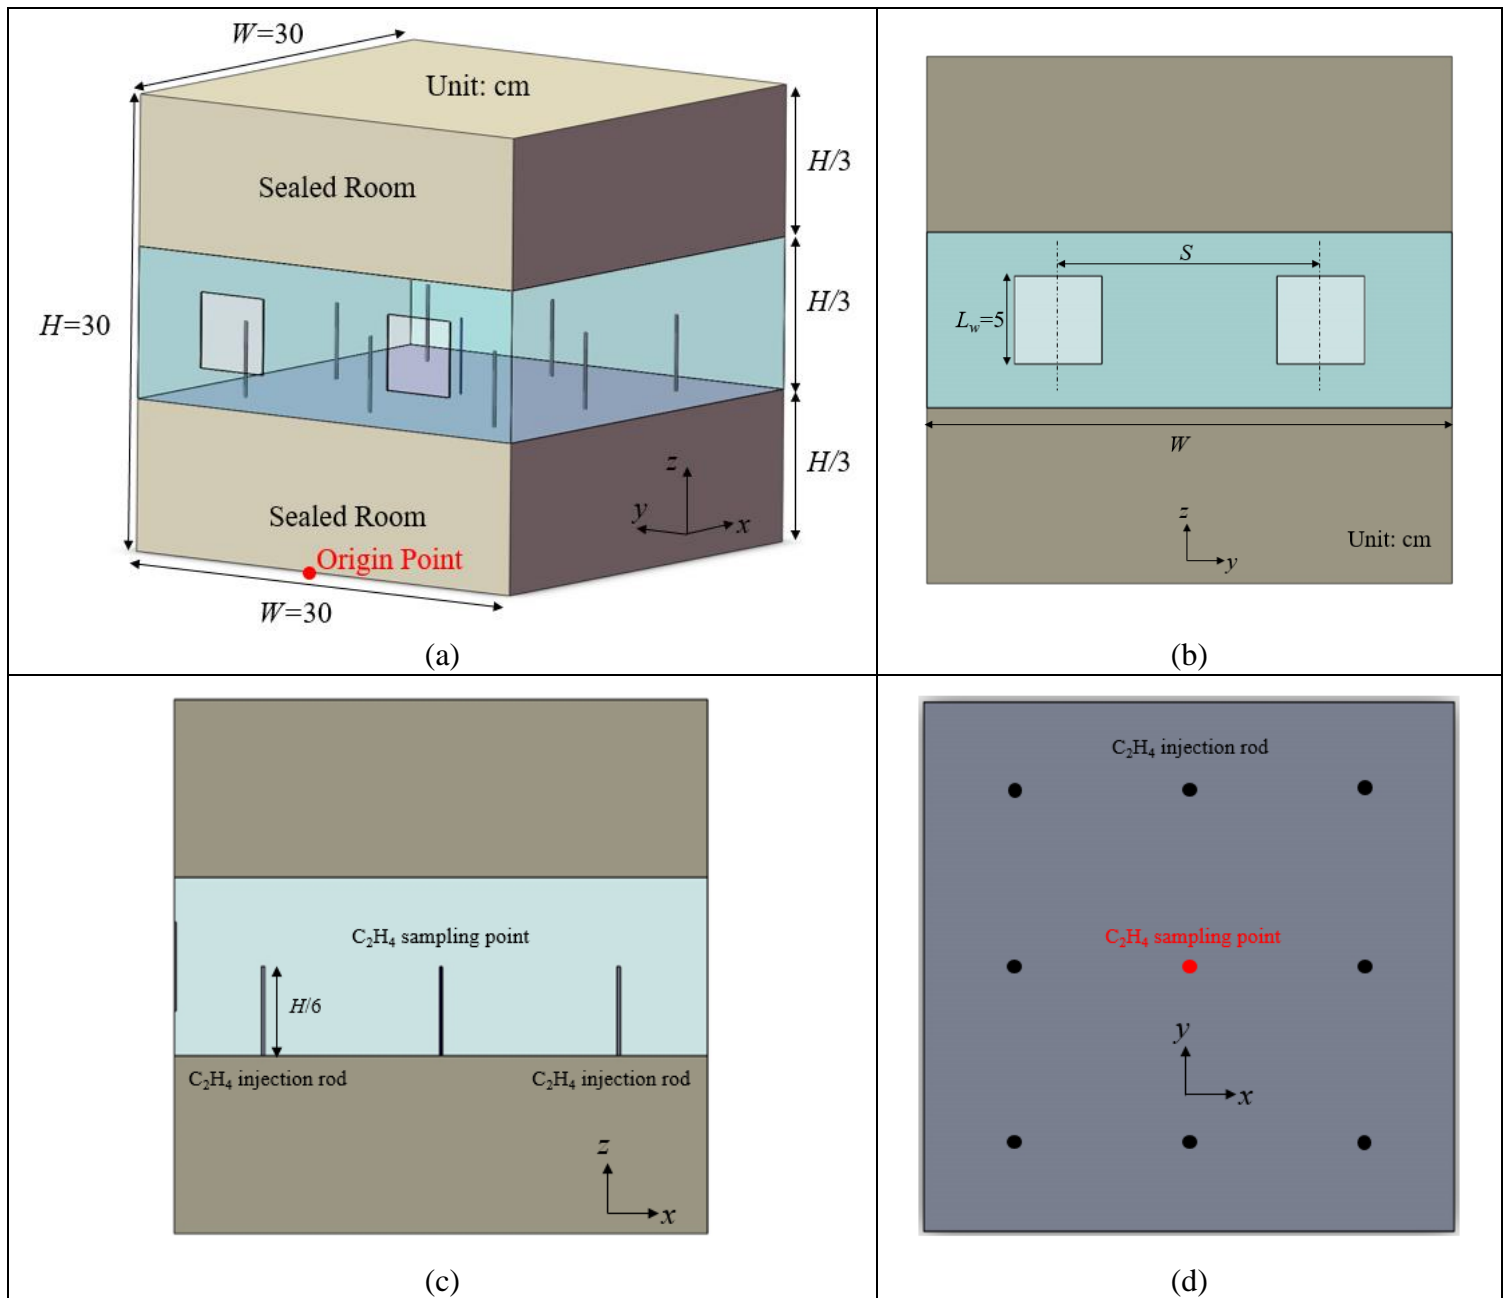 W=30
Unit: cm
H/3
Sealed Room
H/3
H=30
H/3
z
y
x
Sealed Room
Origin Point
W=30
(a)
S
L_w=5
W
z
y
Unit: cm
(b)
C₂H₄ sampling point
H/6
C₂H₄ injection rod
C₂H₄ injection rod
z
x
(c)
C₂H₄ injection rod
C₂H₄ sampling point
y
x
(d)